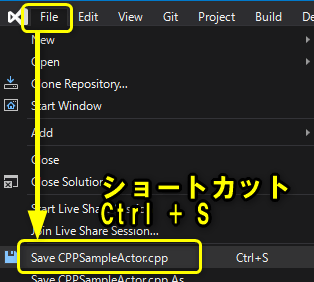 File Edit View Git Project Build De
New
Open
Clone Repository...
Start Window
Add
Close
Close Solution
ショートカット
Ctrl + S
Start Live Share Session
Join Live Share Session...
Save CPPSampleActor.cpp Ctrl+S
Save CPPSampleActor.cpp As